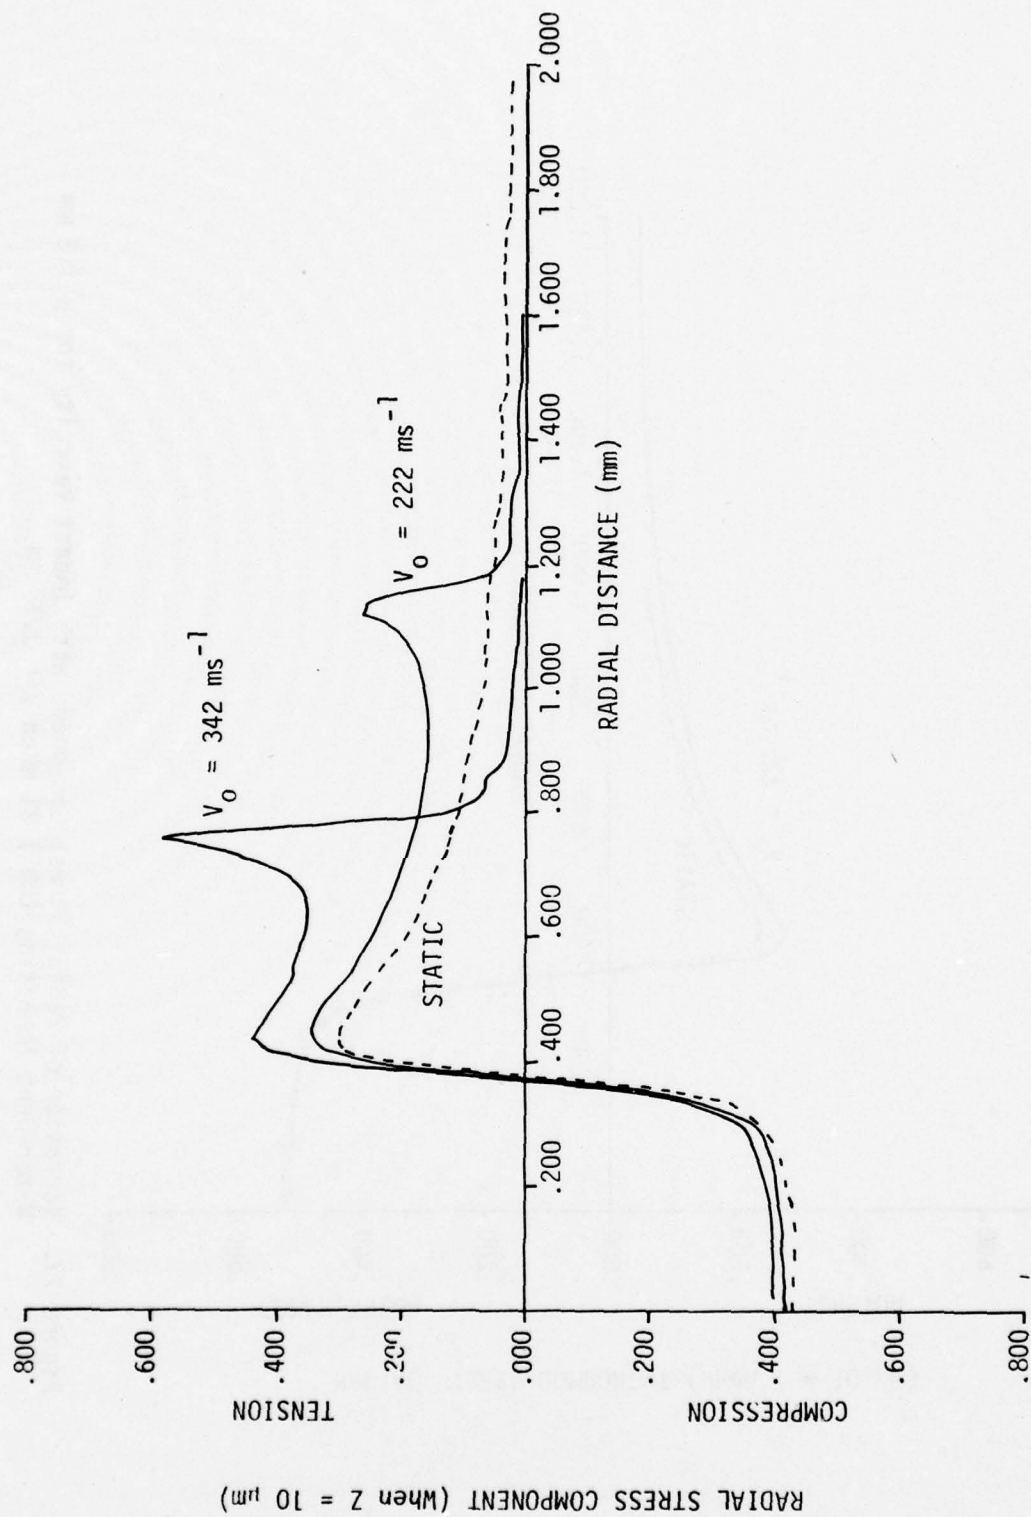 RADIAL STRESS COMPONENT (When Z = 10 μm)
TENSION
COMPRESSION
.800
.600
.400
.200
.000
.200
.400
.600
.800
V₀ = 342 ms⁻¹
V₀ = 222 ms⁻¹
STATIC
.200
.400
.600
.800
1.000
1.200
1.400
1.600
1.800
2.000
RADIAL DISTANCE (mm)